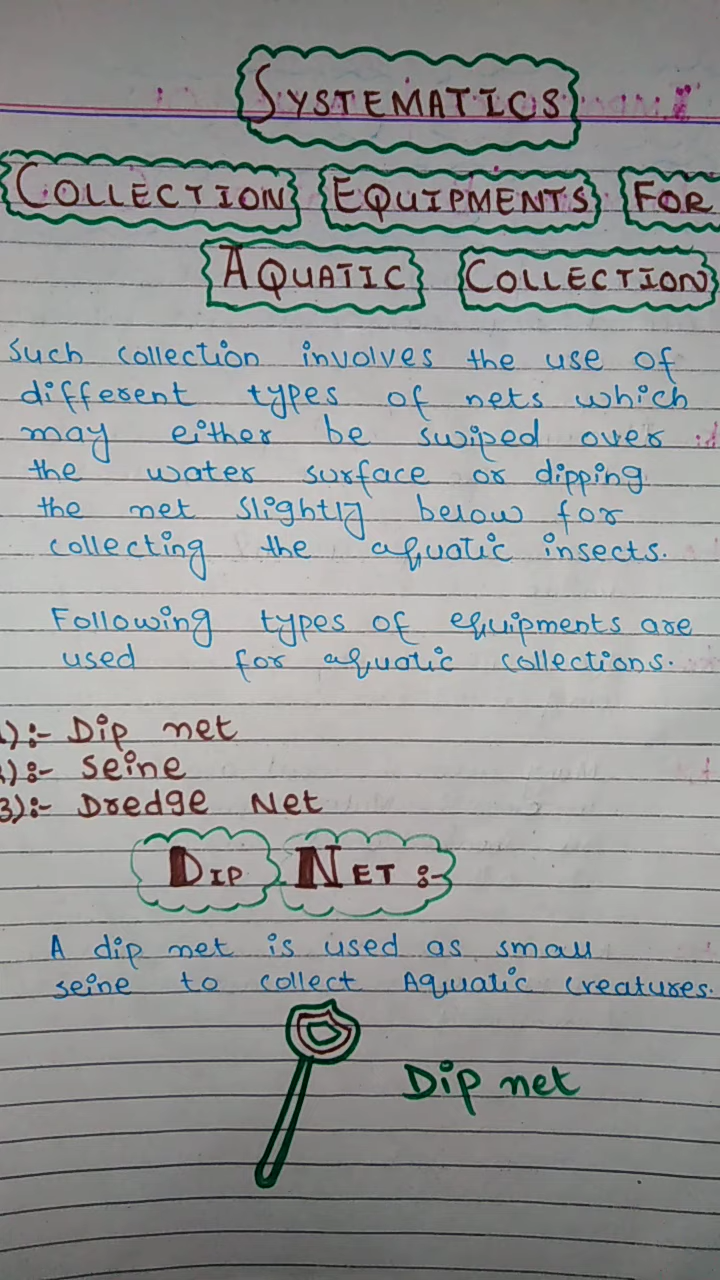 SYSTEMATICS
COLLECTION EQUIPMENTS FOR
AQUATIC COLLECTION
Such collection involves the use of
different types of nets which
may either be swiped over
the water surface or dipping
the net slightly below for
collecting the aquatic insects.
Following types of equipments are
used for aquatic collections.
1):- Dip net
2):- Seine
3):- Dredge Net
DIP NET :-
A dip net is used as small
seine to collect Aquatic creatures.
Dip net